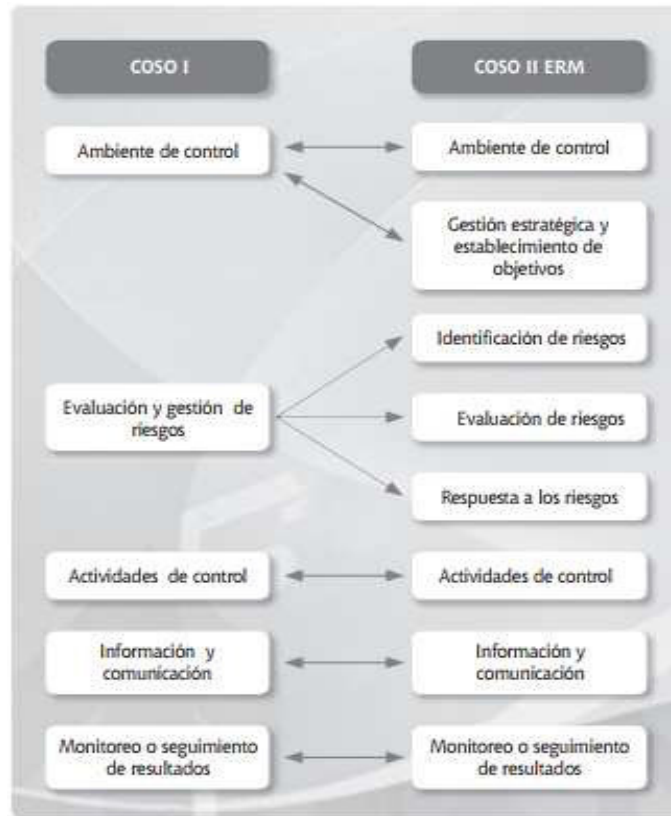 COSO I
COSO II ERM
Ambiente de control
Ambiente de control
Gestión estratégica y
establecimiento de
objetivos
Identificación de riesgos
Evaluación y gestión de
riesgos
Evaluación de riesgos
Respuesta a los riesgos
Actividades de control
Actividades de control
Información y
comunicación
Información y
comunicación
Monitoreo o seguimiento
de resultados
Monitoreo o seguimiento
de resultados